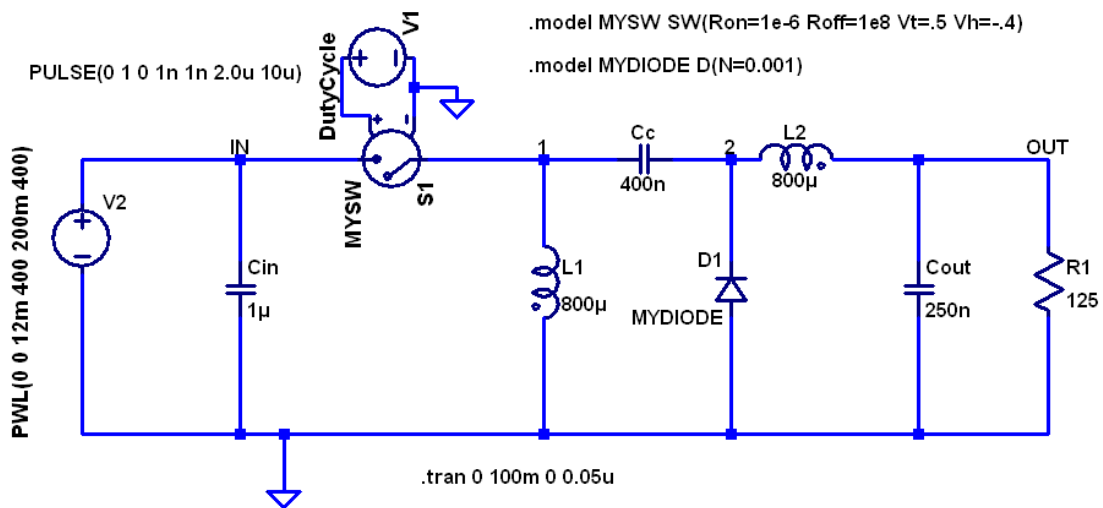 .model MYSW SW(Ron=1e-6 Roff=1e8 Vt=.5 Vh=-.4)
.model MYDIODE D(N=0.001)
PULSE(0 1 0 1n 1n 2.0u 10u)
DutyCycle
V1
IN
MYSW
S1
1
Cc
400n
2
L2
800µ
OUT
PWL(0 0 12m 400 200m 400)
V2
Cin
1µ
L1
800µ
D1
MYDIODE
Cout
250n
R1
125
.tran 0 100m 0 0.05u